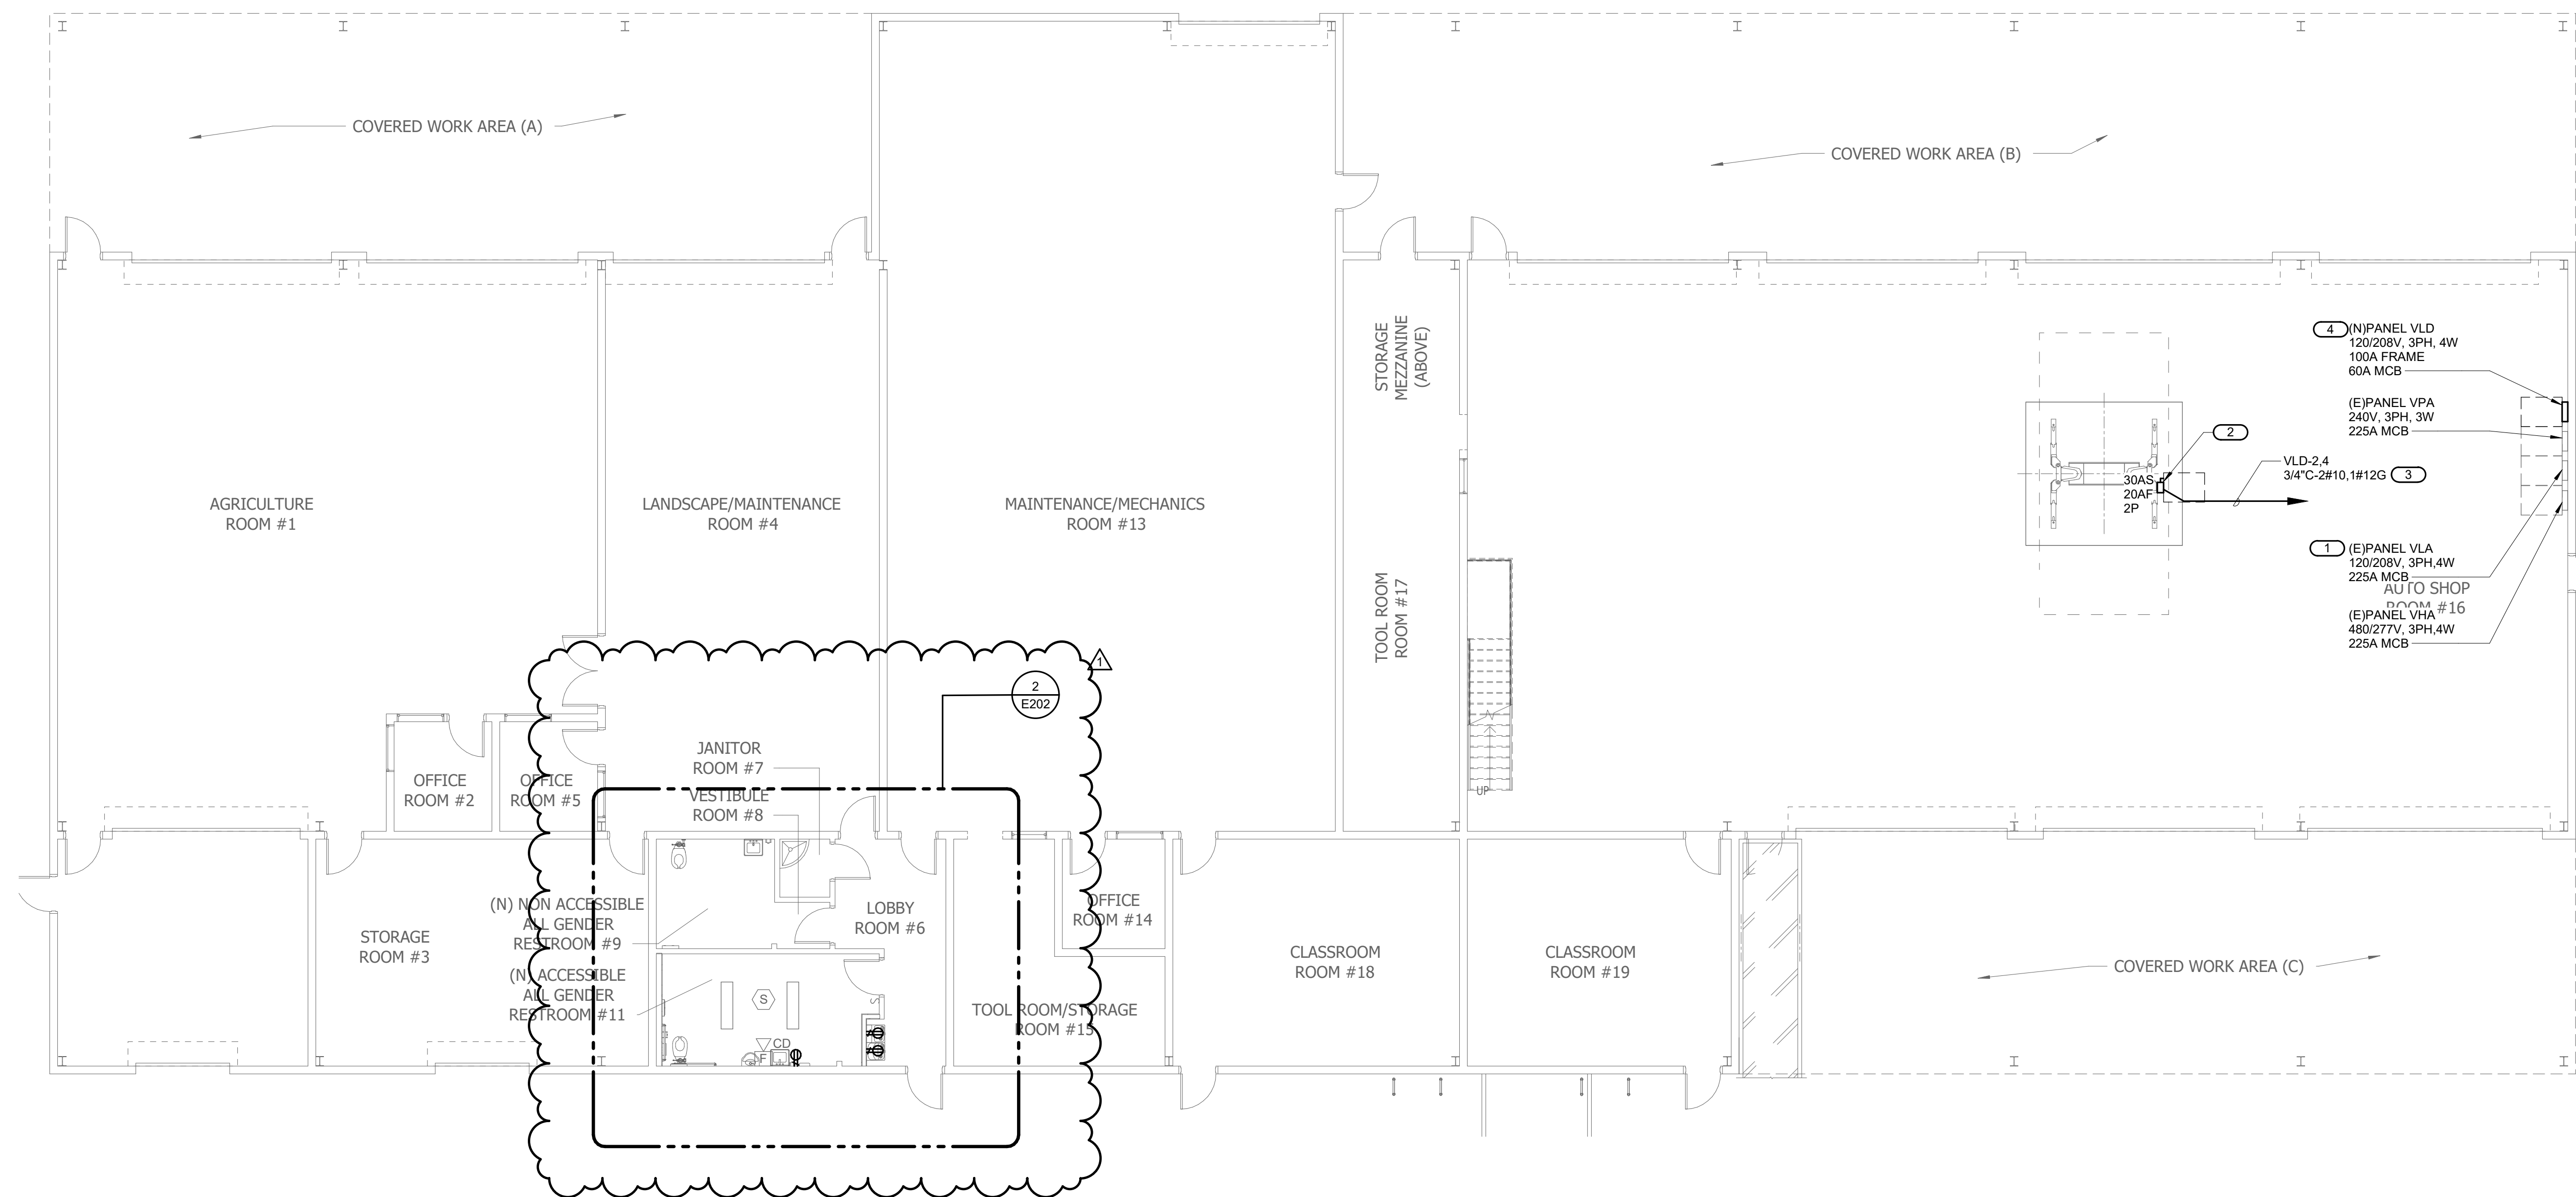 COVERED WORK AREA (A)
COVERED WORK AREA (B)
4
(N)PANEL VLD
120/208V, 3PH, 4W
100A FRAME
60A MCB
(E)PANEL VPA
240V, 3PH, 3W
225A MCB
STORAGE
MEZZANINE
(ABOVE)
2
VLD-2,4
3/4"C-2#10,1#12G
3
30AS
20AF
2P
AGRICULTURE
ROOM #1
LANDSCAPE/MAINTENANCE
ROOM #4
MAINTENANCE/MECHANICS
ROOM #13
TOOL ROOM
ROOM #17
1
(E)PANEL VLA
120/208V, 3PH,4W
225A MCB
AUTO SHOP
ROOM #16
(E)PANEL VHA
480/277V, 3PH,4W
225A MCB
1
2
E202
JANITOR
ROOM #7
VESTIBULE
ROOM #8
OFFICE
ROOM #2
OFFICE
ROOM #5
UP
(N) NON ACCESSIBLE
ALL GENDER
RESTROOM #9
LOBBY
ROOM #6
OFFICE
ROOM #14
STORAGE
ROOM #3
CLASSROOM
ROOM #18
CLASSROOM
ROOM #19
COVERED WORK AREA (C)
(N) ACCESSIBLE
ALL GENDER
RESTROOM #11
S
S
TOOL ROOM/STORAGE
ROOM #15
CD
F